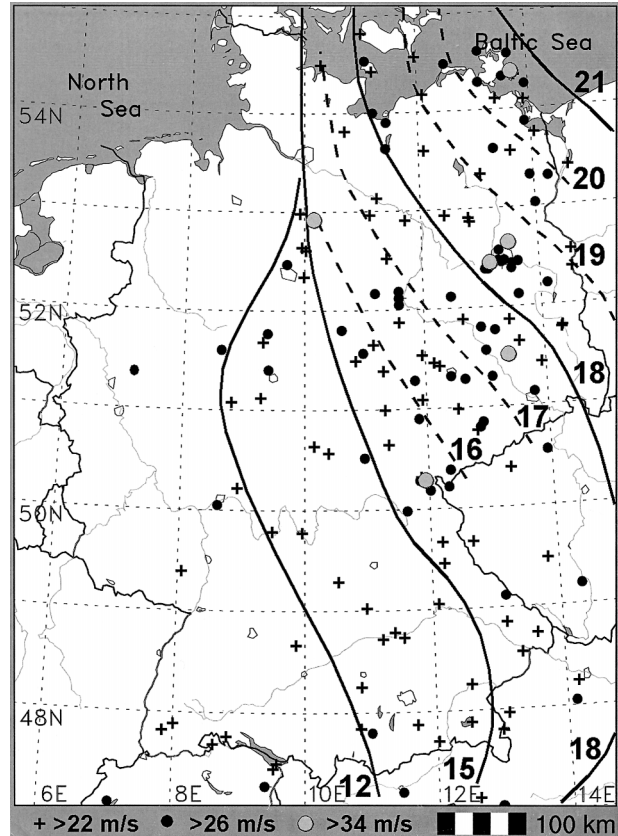 Baltic Sea
North
Sea
21
54N
20
19
52N
18
17
16
50N
48N
18
15
12
6E 8E 10E 12E 14E
+ >22 m/s ● >26 m/s ○ >34 m/s 100 km